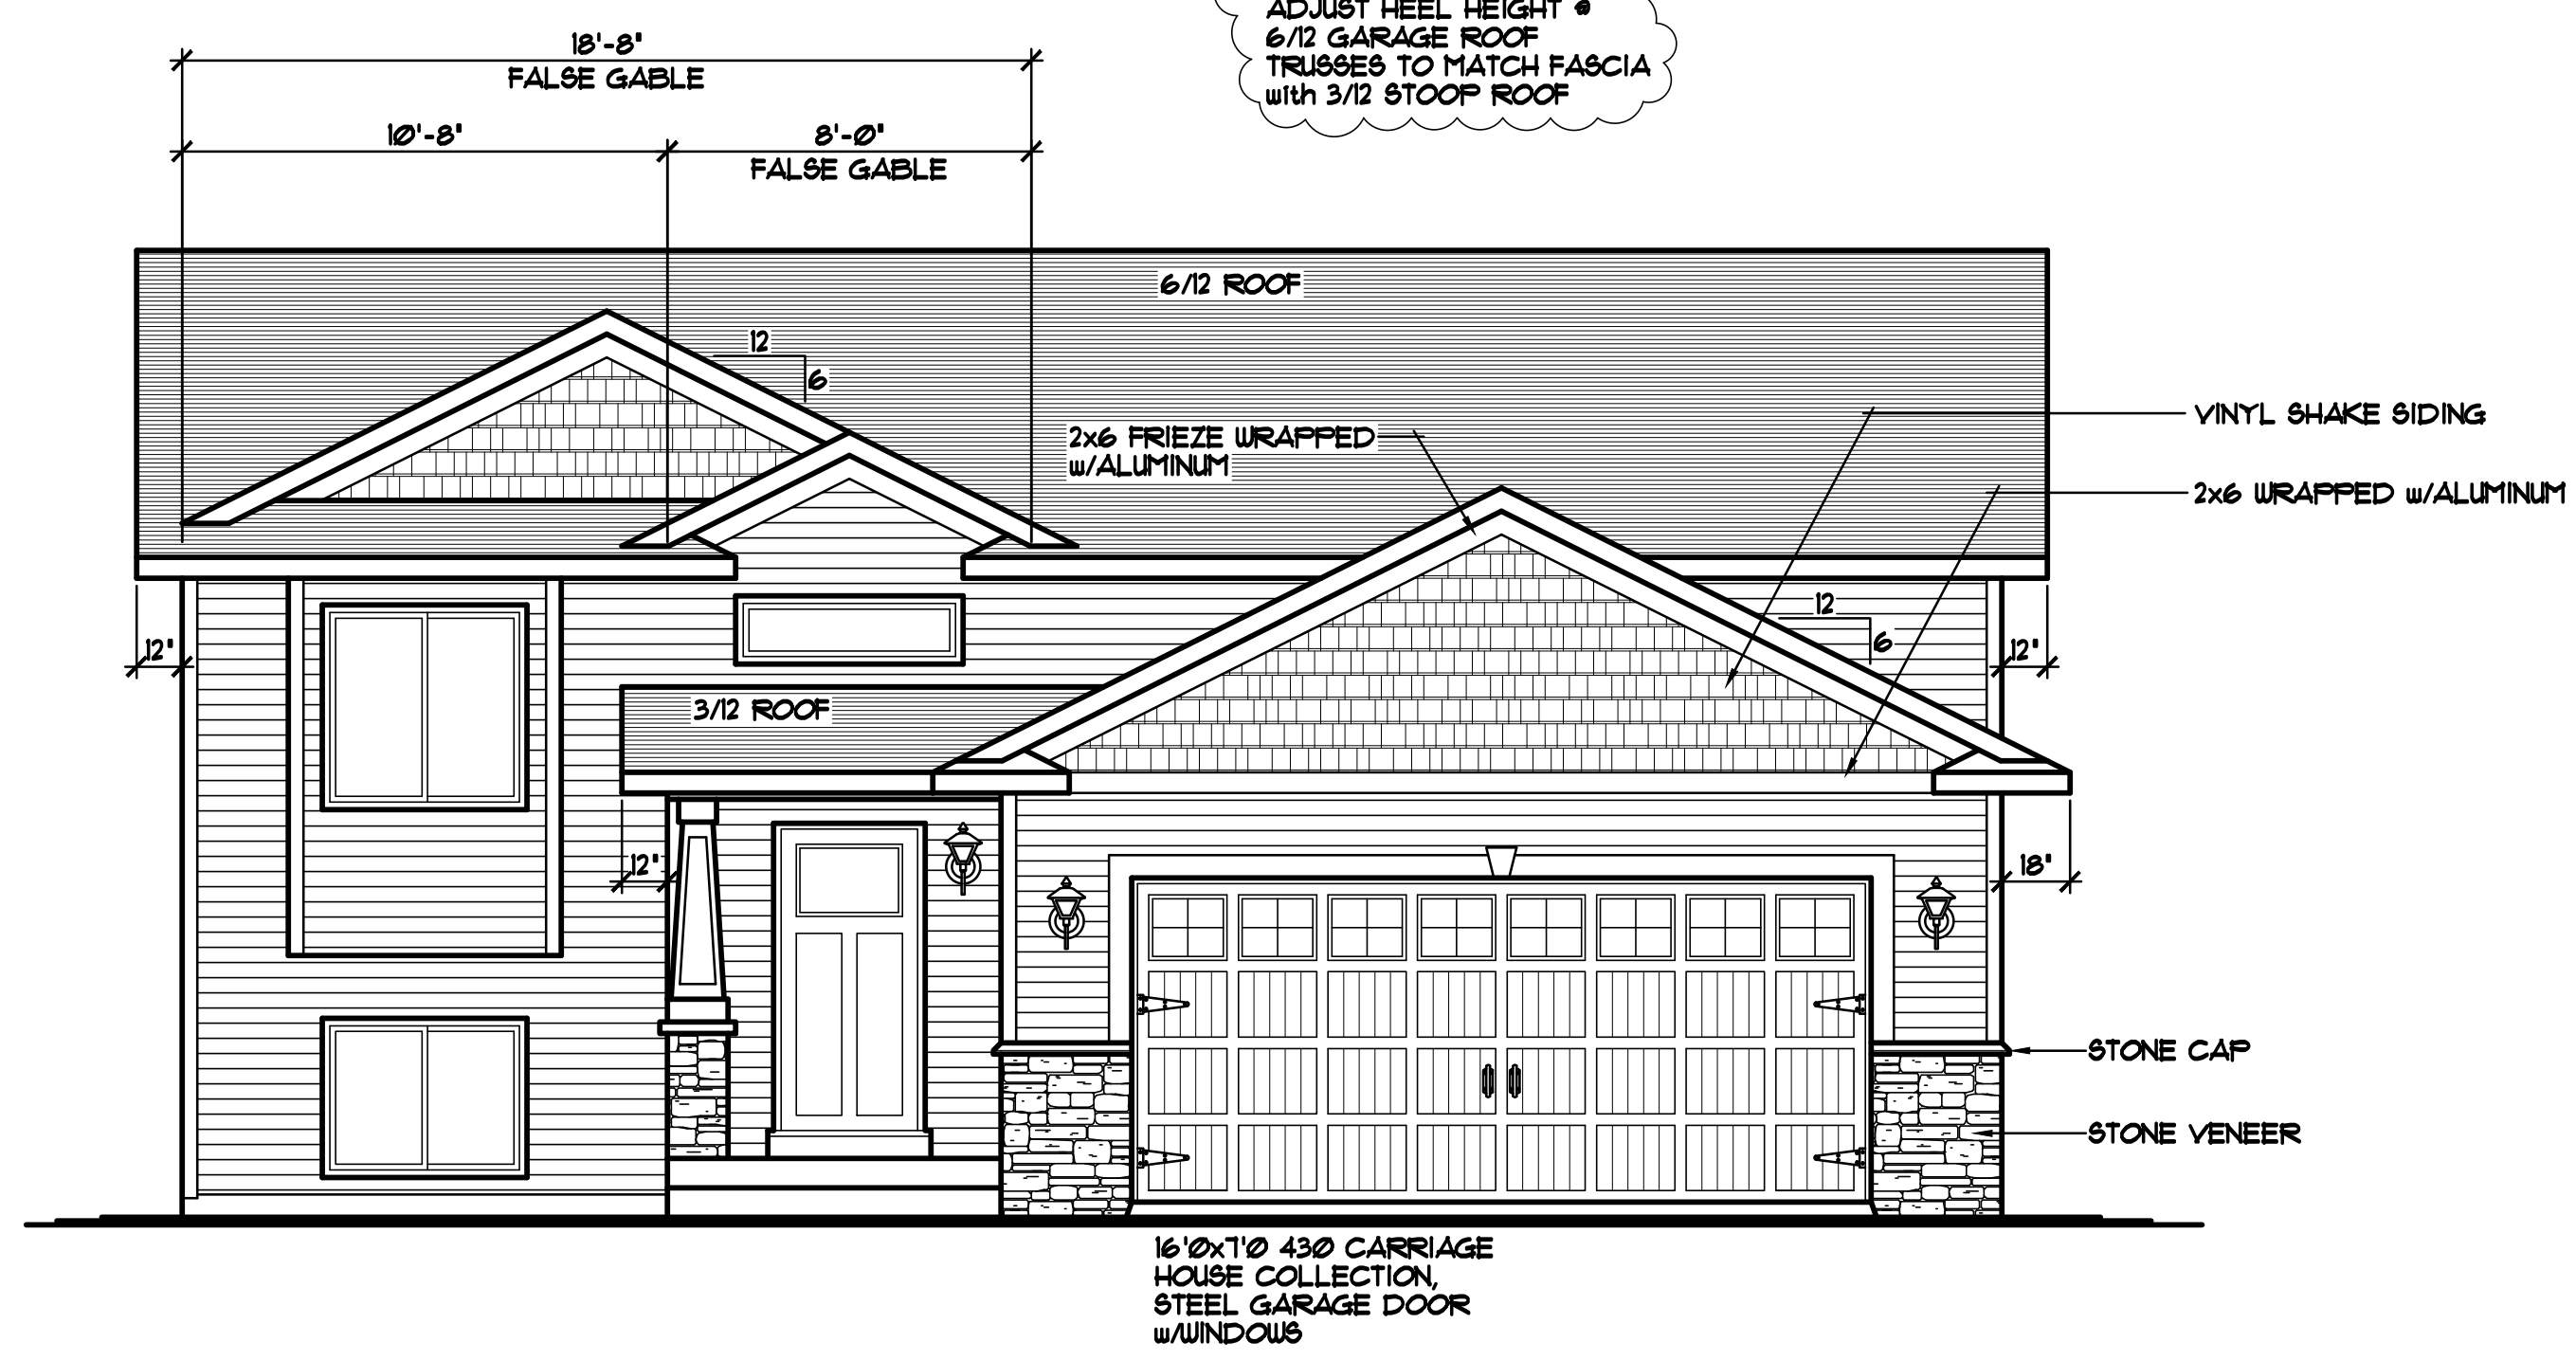 ADJUST HEEL HEIGHT @
6/12 GARAGE ROOF
TRUSSES TO MATCH FASCIA
with 3/12 STOOP ROOF
18'-8"
FALSE GABLE
10'-8"
8'-0"
FALSE GABLE
6/12 ROOF
12
6
VINYL SHAKE SIDING
2x6 FRIEZE WRAPPED
w/ALUMINUM
2x6 WRAPPED w/ALUMINUM
12
6
12"
12"
3/12 ROOF
12"
18"
STONE CAP
STONE VENEER
16'0x7'0 430 CARRIAGE
HOUSE COLLECTION,
STEEL GARAGE DOOR
w/WINDOWS